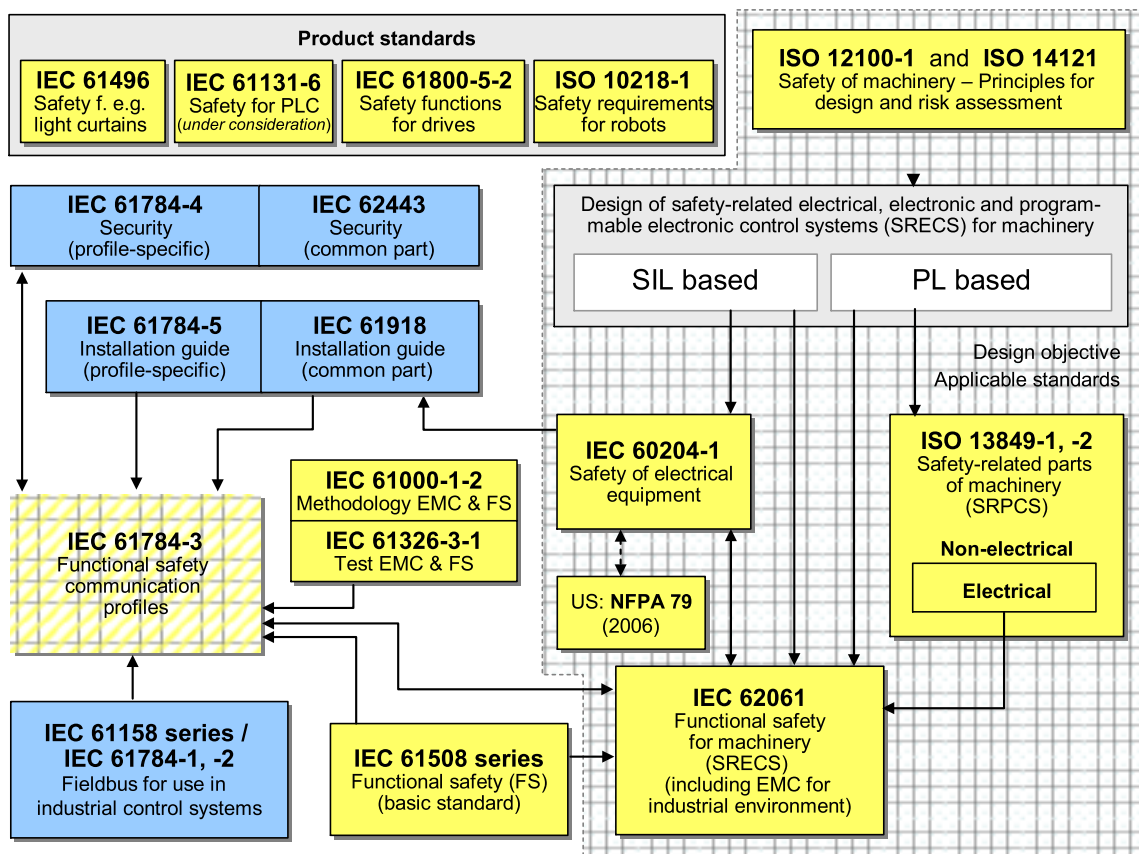 Product standards
IEC 61496
Safety f. e.g.
light curtains
IEC 61131-6
Safety for PLC
(under consideration)
IEC 61800-5-2
Safety functions
for drives
ISO 10218-1
Safety requirements
for robots
ISO 12100-1 and ISO 14121
Safety of machinery – Principles for
design and risk assessment
IEC 61784-4
Security
(profile-specific)
IEC 62443
Security
(common part)
Design of safety-related electrical, electronic and program-
mable electronic control systems (SRECS) for machinery
SIL based
PL based
IEC 61784-5
Installation guide
(profile-specific)
IEC 61918
Installation guide
(common part)
Design objective
Applicable standards
IEC 60204-1
Safety of electrical
equipment
ISO 13849-1, -2
Safety-related parts
of machinery
(SRPCS)
Non-electrical
Electrical
IEC 61000-1-2
Methodology EMC & FS
IEC 61326-3-1
Test EMC & FS
IEC 61784-3
Functional safety
communication
profiles
US: NFPA 79
(2006)
IEC 62061
Functional safety
for machinery
(SRECS)
(including EMC for
industrial environment)
IEC 61158 series /
IEC 61784-1, -2
Fieldbus for use in
industrial control systems
IEC 61508 series
Functional safety (FS)
(basic standard)